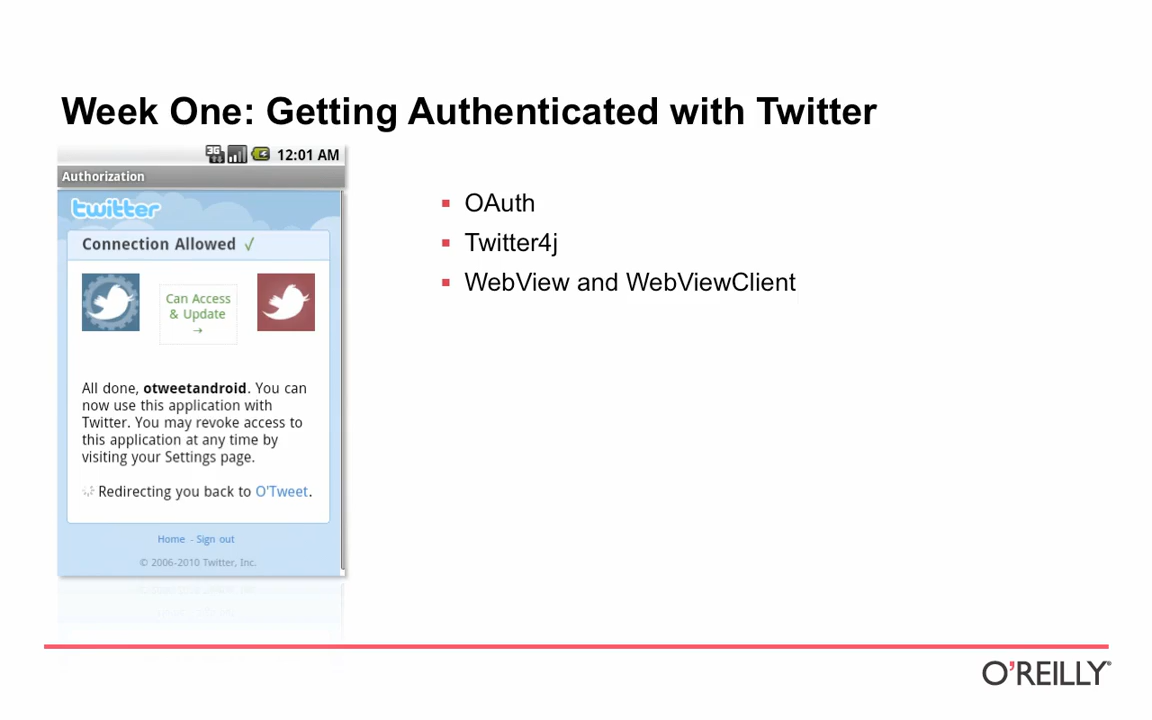 Week One: Getting Authenticated with Twitter
3G 12:01 AM
Authorization
twitter
Connection Allowed ✓
Can Access
& Update
→
All done, otweetandroid. You can
now use this application with
Twitter. You may revoke access to
this application at any time by
visiting your Settings page.
Redirecting you back to O'Tweet.
Home - Sign out
© 2006-2010 Twitter, Inc.
▪ OAuth
▪ Twitter4j
▪ WebView and WebViewClient
O'REILLY®